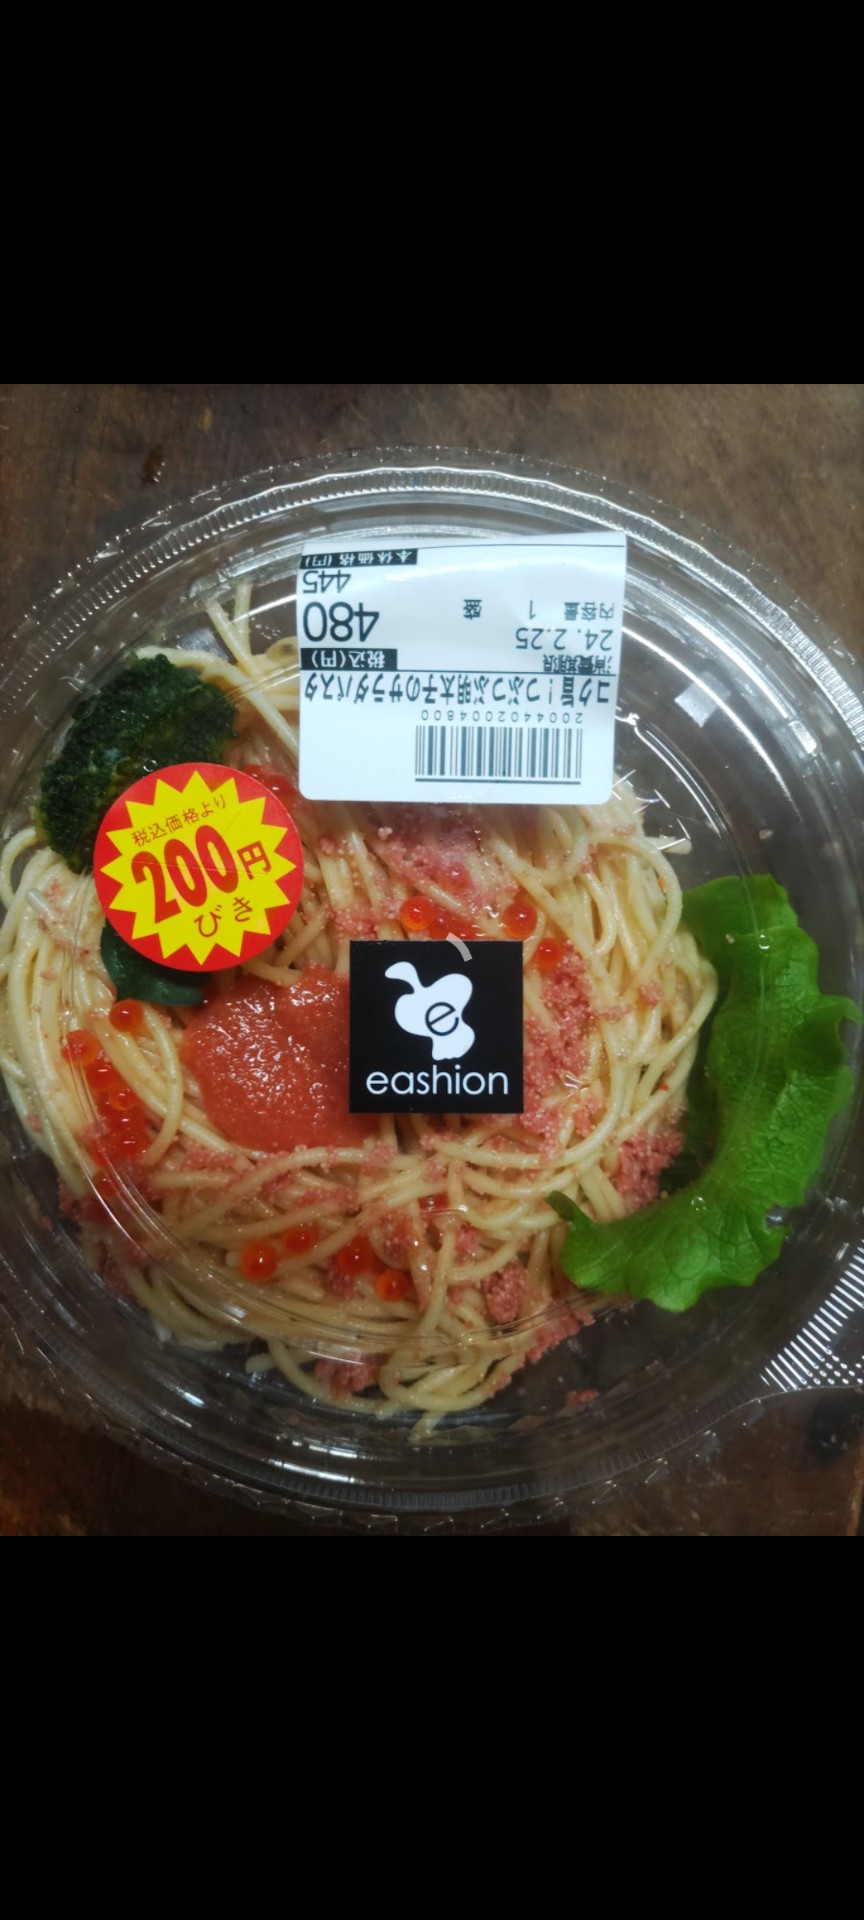 2004402004800
コク旨！つぶつぶ明太子のサラダパスタ
消費期限
24. 2.25
税込(円)
480
内容量 1 盛
445
本体価格(円)
税込価格より
200円
びき
e
eashion